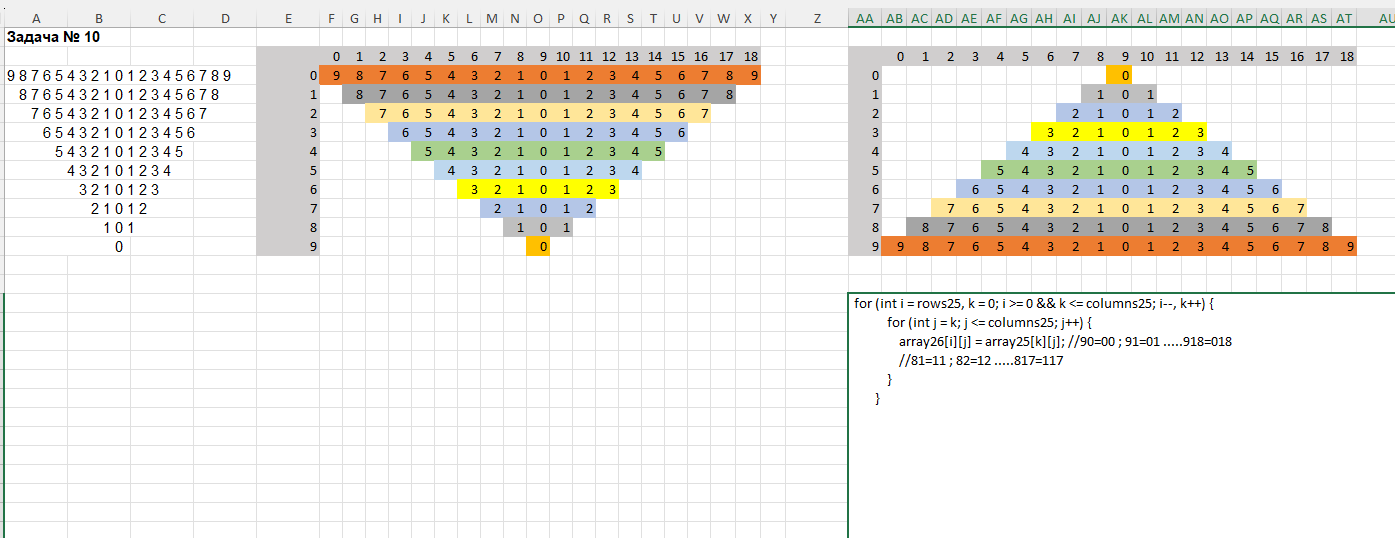 A B C D E F G H I J K L M N O P Q R S T U V W X Y Z AA AB AC AD AE AF AG AH AI AJ AK AL AM AN AO AP AQ AR AS AT AU
Задача № 10
0 1 2 3 4 5 6 7 8 9 10 11 12 13 14 15 16 17 18 0 1 2 3 4 5 6 7 8 9 10 11 12 13 14 15 16 17 18
9 8 7 6 5 4 3 2 1 0 1 2 3 4 5 6 7 8 9 0 9 8 7 6 5 4 3 2 1 0 1 2 3 4 5 6 7 8 9 0 0
8 7 6 5 4 3 2 1 0 1 2 3 4 5 6 7 8 1 8 7 6 5 4 3 2 1 0 1 2 3 4 5 6 7 8 1 1 0 1
7 6 5 4 3 2 1 0 1 2 3 4 5 6 7 2 7 6 5 4 3 2 1 0 1 2 3 4 5 6 7 2 2 1 0 1 2
6 5 4 3 2 1 0 1 2 3 4 5 6 3 6 5 4 3 2 1 0 1 2 3 4 5 6 3 3 2 1 0 1 2 3
5 4 3 2 1 0 1 2 3 4 5 4 5 4 3 2 1 0 1 2 3 4 5 4 4 3 2 1 0 1 2 3 4
4 3 2 1 0 1 2 3 4 5 4 3 2 1 0 1 2 3 4 5 5 4 3 2 1 0 1 2 3 4 5
3 2 1 0 1 2 3 6 3 2 1 0 1 2 3 6 6 5 4 3 2 1 0 1 2 3 4 5 6
2 1 0 1 2 7 2 1 0 1 2 7 7 6 5 4 3 2 1 0 1 2 3 4 5 6 7
1 0 1 8 1 0 1 8 8 7 6 5 4 3 2 1 0 1 2 3 4 5 6 7 8
0 9 0 9 9 8 7 6 5 4 3 2 1 0 1 2 3 4 5 6 7 8 9
for (int i = rows25, k = 0; i >= 0 && k <= columns25; i--, k++) {
for (int j = k; j <= columns25; j++) {
array26[i][j] = array25[k][j]; //90=00 ; 91=01 .....918=018
//81=11 ; 82=12 .....817=117
}
}